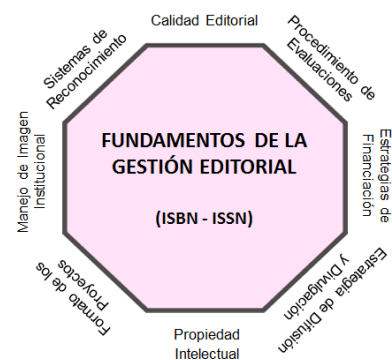 Calidad Editorial
Procedimiento de
Evaluaciones
Estrategias de
Financiación
Estrategia de Difusión
y Divulgación
Propiedad
Intelectual
Formato de los
Proyectos
Manejo de Imagen
Institucional
Sistemas de
Reconocimiento
FUNDAMENTOS DE LA
GESTIÓN EDITORIAL
(ISBN - ISSN)